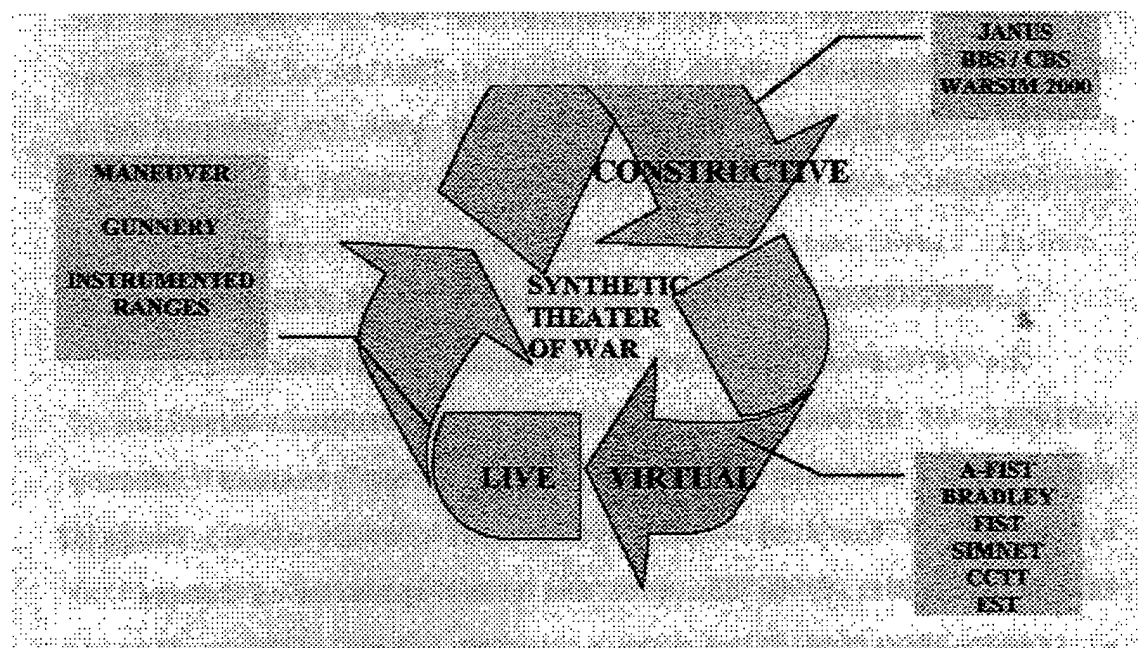 JANUS
BBS / CBS
WARSIM 2000
MANEUVER
GUNNERY
INSTRUMENTED
RANGES
CONSTRUCTIVE
SYNTHETIC
THEATER
OF WAR
LIVE
VIRTUAL
A-FIST
BRADLEY
FIST
SIMNET
CCTT
EST